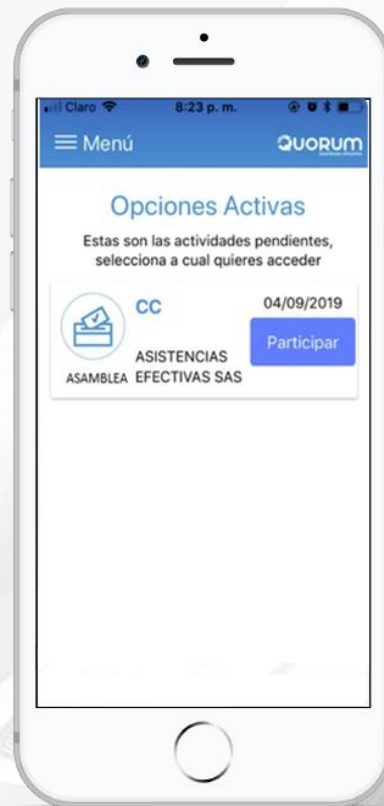 Claro 8:23 p. m.
Menú QUORUM
Opciones Activas
Estas son las actividades pendientes,
selecciona a cual quieres acceder
CC 04/09/2019
Participar
ASISTENCIAS
ASAMBLEA EFECTIVAS SAS